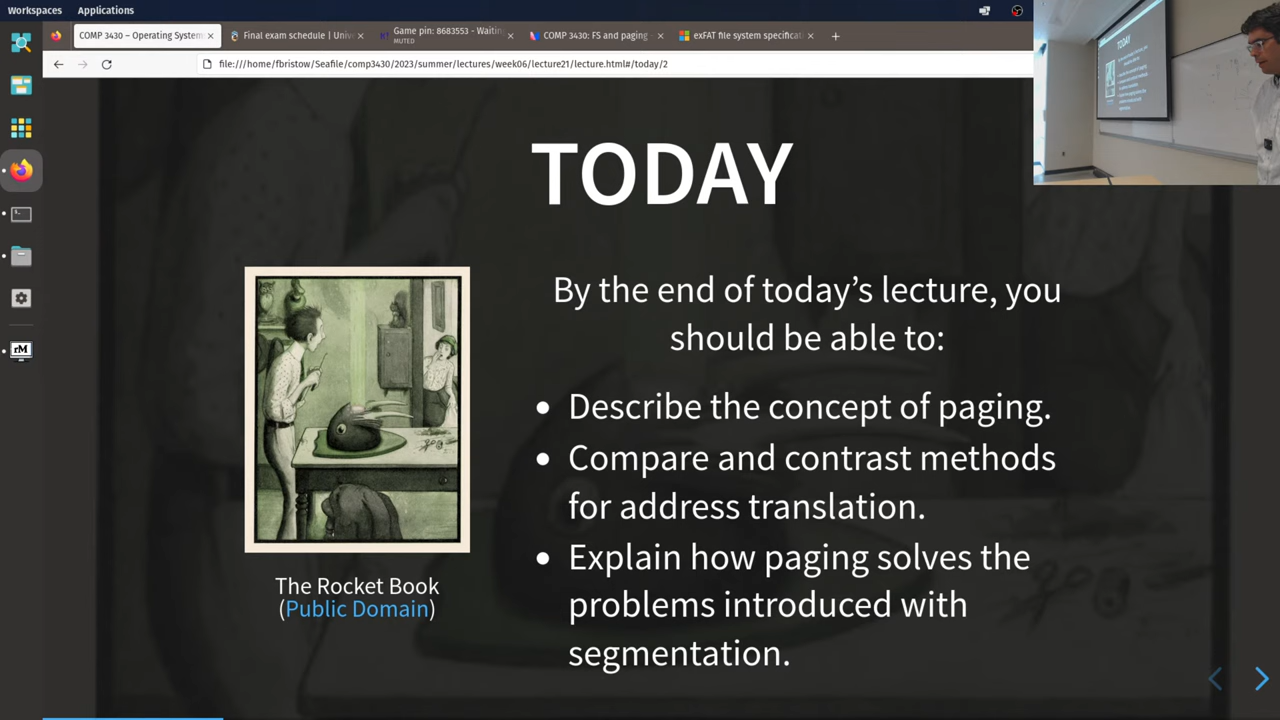 Workspaces Applications
COMP 3430 – Operating System
Final exam schedule | Univ
Game pin: 8683553 - Waitin
MUTED
COMP 3430: FS and paging
exFAT file system specificat
file:///home/fbristow/Seafile/comp3430/2023/summer/lectures/week06/lecture21/lecture.html#/today/2
TODAY
By the end of today’s lecture, you
should be able to:
• Describe the concept of paging.
• Compare and contrast methods
for address translation.
• Explain how paging solves the
problems introduced with
segmentation.
The Rocket Book
(Public Domain)
rM
TODAY